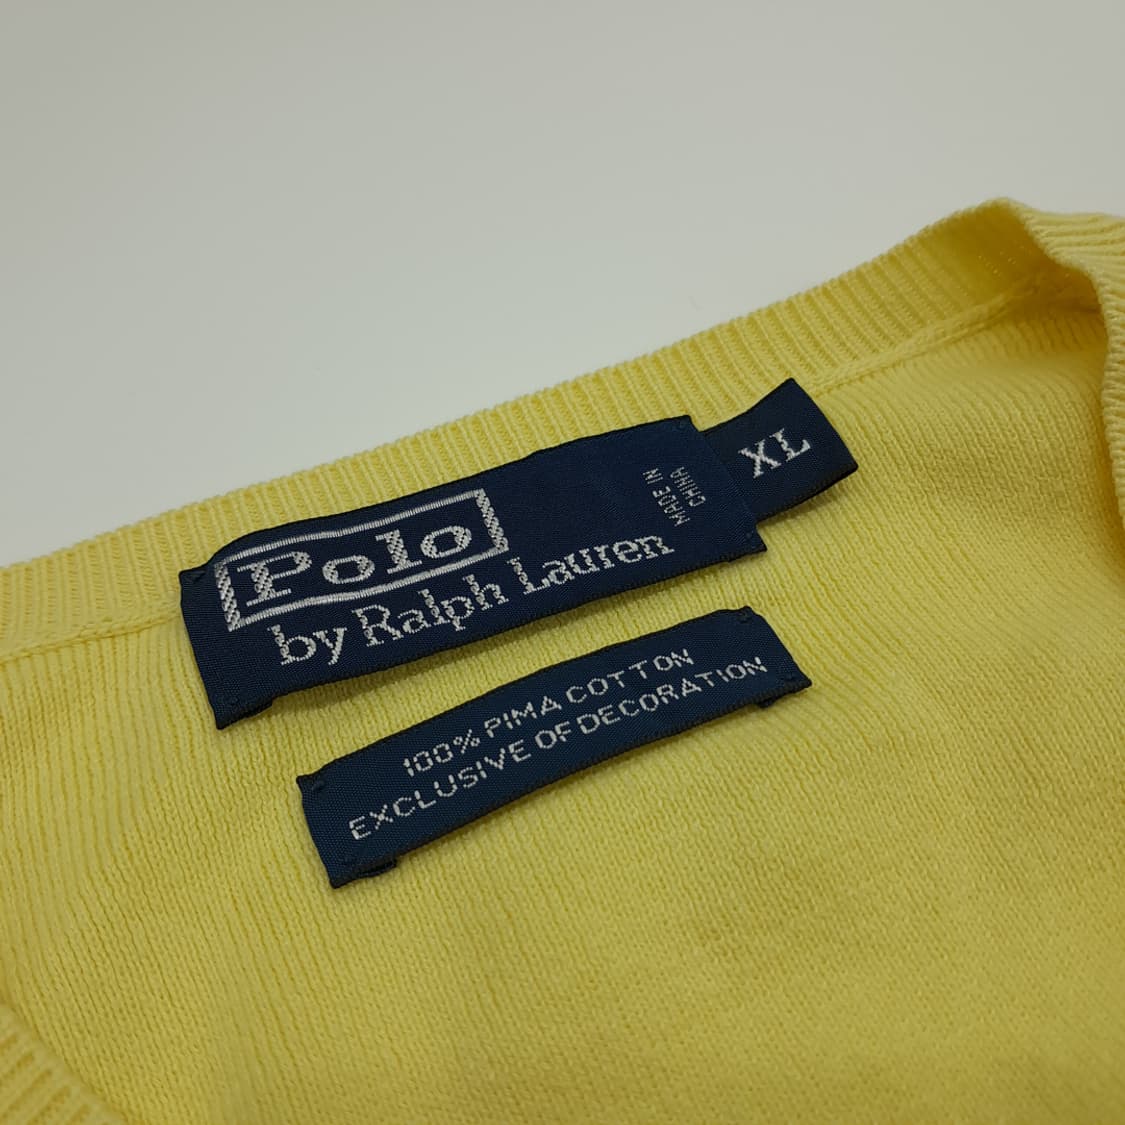 Polo
by Ralph Lauren
MADE IN
CHINA
XL
100% PIMA COTTON
EXCLUSIVE OF DECORATION